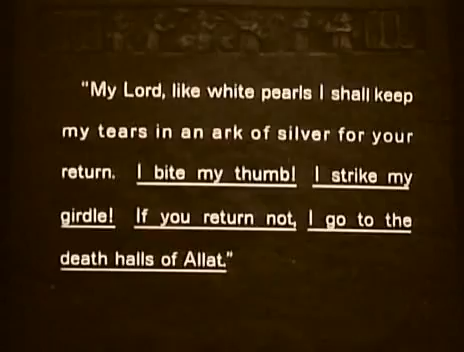 "My Lord, like white pearls I shall keep
my tears in an ark of silver for your
return. I bite my thumb! I strike my
girdle! If you return not, I go to the
death halls of Allat."